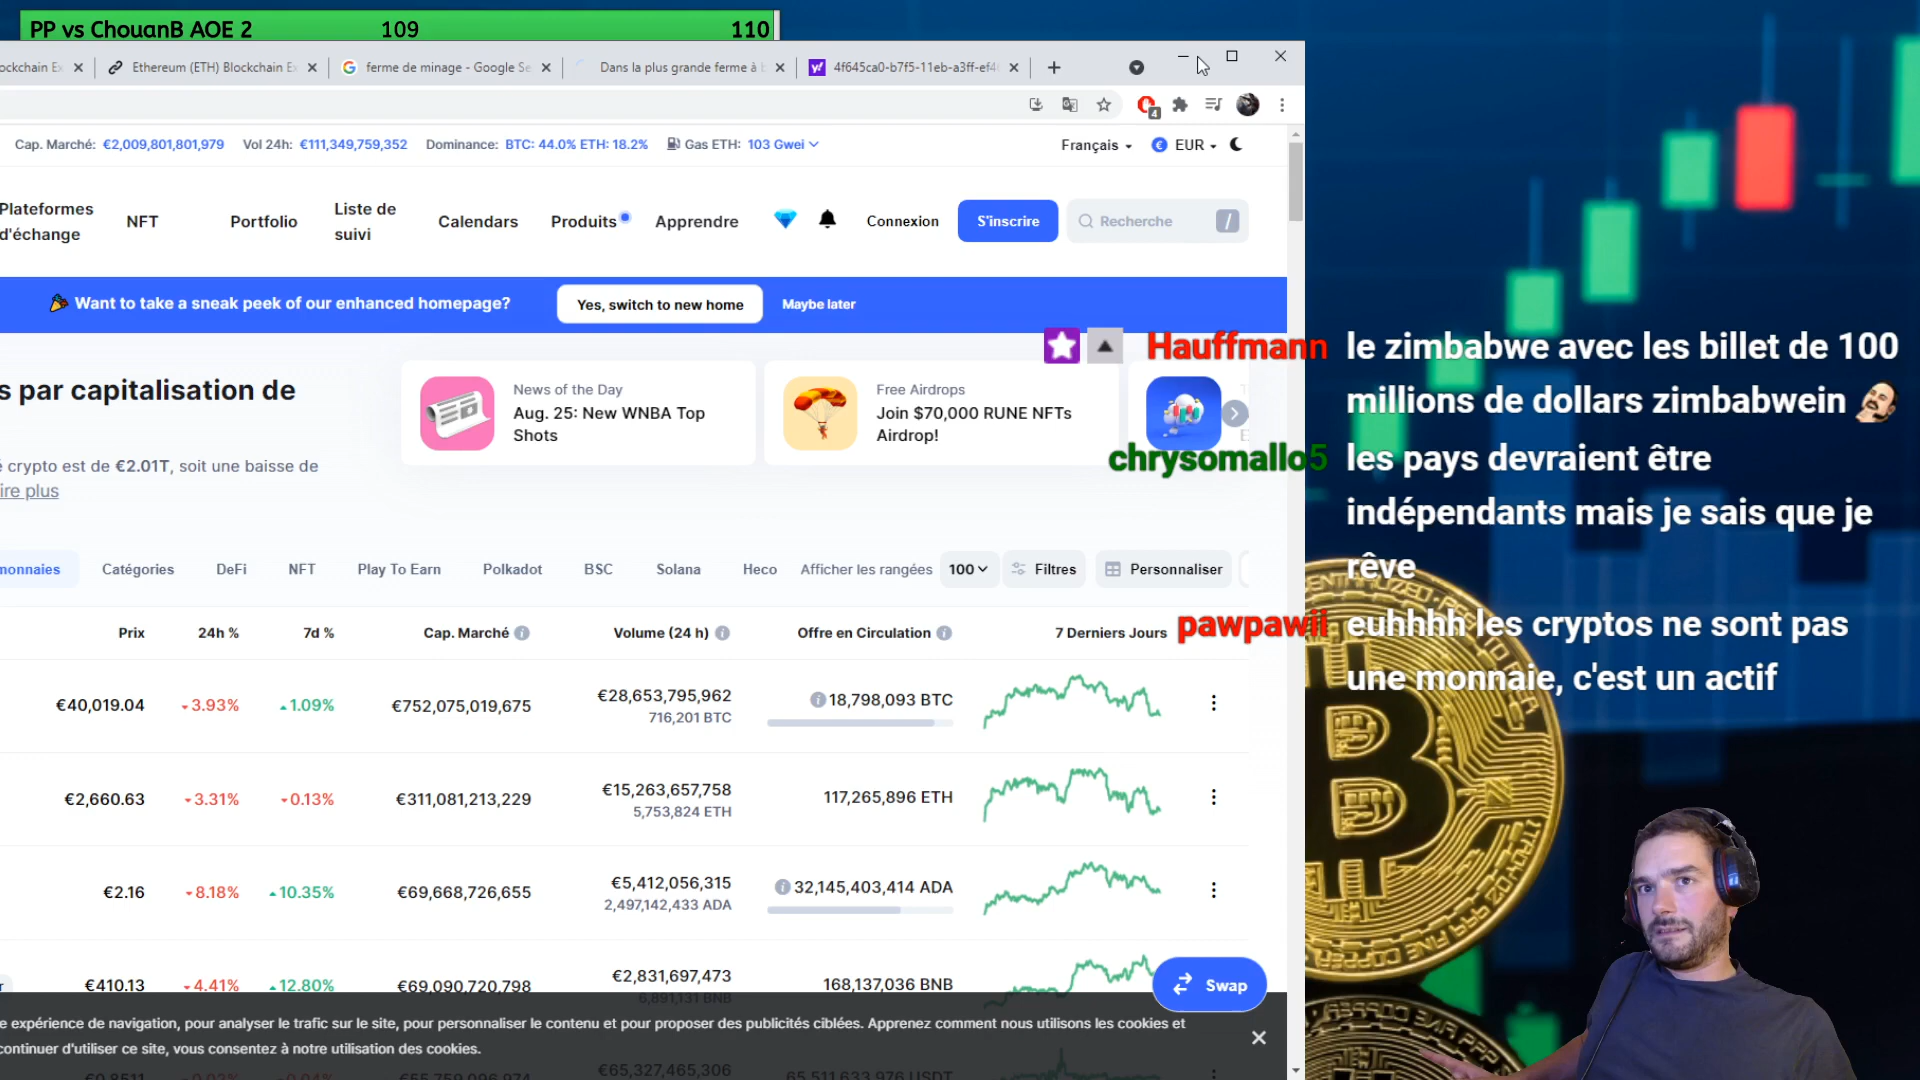 PP vs ChouanB AOE 2 109 110
ockchain Ex
Ethereum (ETH) Blockchain Ex
ferme de minage - Google Se
Dans la plus grande ferme à b
4f645ca0-b7f5-11eb-a3ff-ef4
4
Cap. Marché: €2,009,801,801,979 Vol 24h: €111,349,759,352 Dominance: BTC: 44.0% ETH: 18.2% Gas ETH: 103 Gwei
Français EUR
Plateformes
d'échange
NFT
Portfolio
Liste de
suivi
Calendars
Produits
Apprendre
Connexion
S'inscrire
Recherche /
Want to take a sneak peek of our enhanced homepage? Yes, switch to new home Maybe later
s par capitalisation de
é crypto est de €2.01T, soit une baisse de
ire plus
News of the Day
Aug. 25: New WNBA Top
Shots
Free Airdrops
Join $70,000 RUNE NFTs
Airdrop!
Hauffmann le zimbabwe avec les billet de 100
millions de dollars zimbabwein
chrysomallo5 les pays devraient être
indépendants mais je sais que je
rêve
pawpawii euhhhh les cryptos ne sont pas
une monnaie, c'est un actif
monnaies Catégories DeFi NFT Play To Earn Polkadot BSC Solana Heco Afficher les rangées 100 Filtres Personnaliser
Prix 24h % 7d % Cap. Marché Volume (24 h) Offre en Circulation 7 Derniers Jours
€40,019.04 3.93% 1.09% €752,075,019,675 €28,653,795,962 18,798,093 BTC
716,201 BTC
€2,660.63 3.31% 0.13% €311,081,213,229 €15,263,657,758 117,265,896 ETH
5,753,824 ETH
€2.16 8.18% 10.35% €69,668,726,655 €5,412,056,315 32,145,403,414 ADA
2,497,142,433 ADA
€410.13 4.41% 12.80% €69,090,720,798 €2,831,697,473 168,137,036 BNB
6,891,131 BNB
Swap
e expérience de navigation, pour analyser le trafic sur le site, pour personnaliser le contenu et pour proposer des publicités ciblées. Apprenez comment nous utilisons les cookies et
continuer d'utiliser ce site, vous consentez à notre utilisation des cookies.
€65,327,465,306
65,511,633,976 USDT